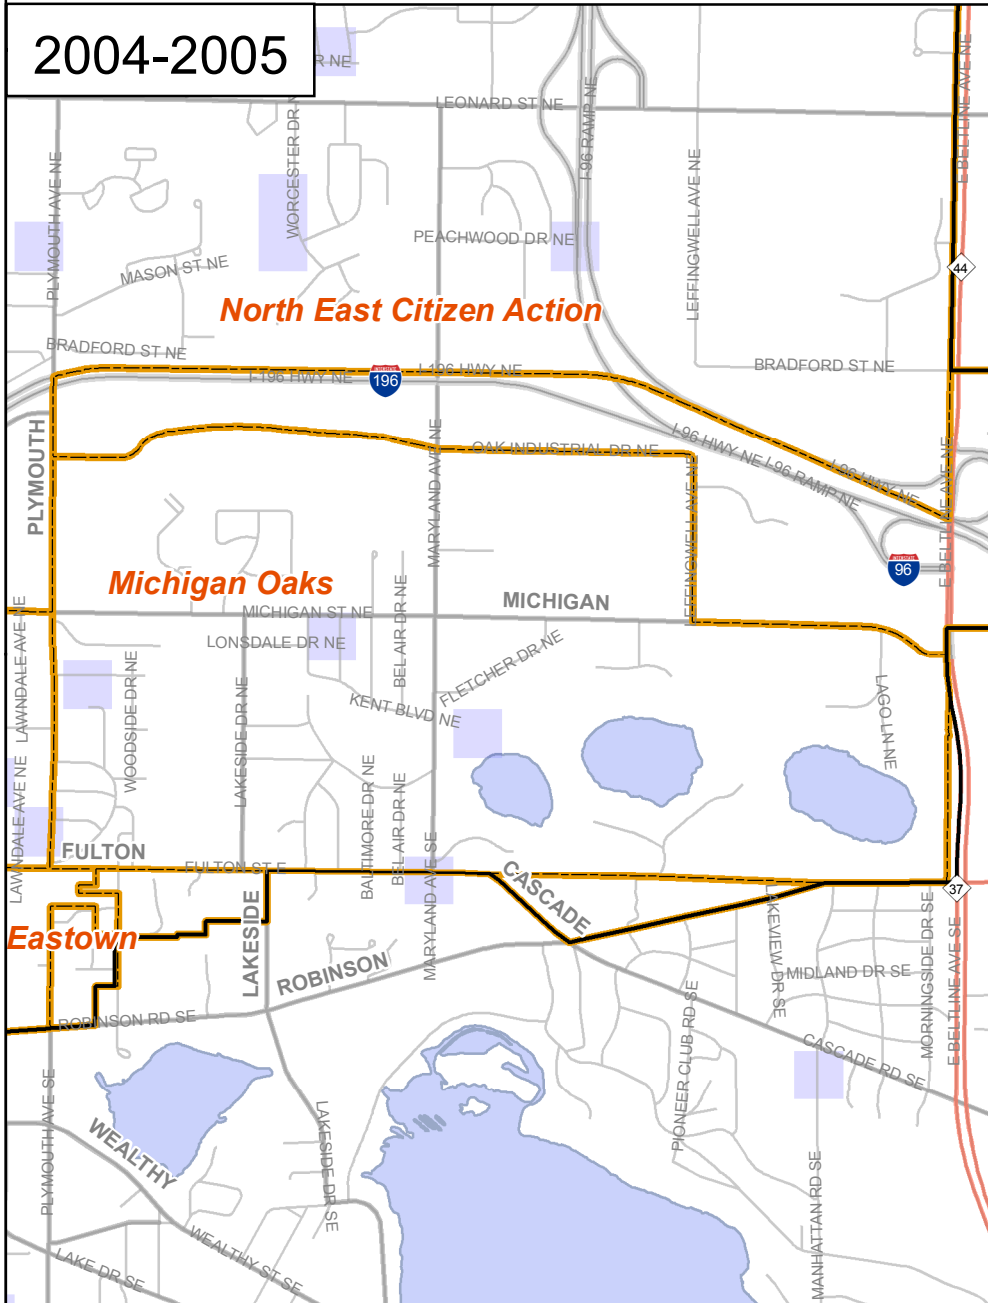 2004-2005
R NE
LEONARD ST NE
I-96 RAMP NE
E BELTLINE AVE NE
WORCESTER DR N
PLYMOUTH AVE NE
LEFFINGWELL AVE NE
PEACHWOOD DR NE
MASON ST NE
44
North East Citizen Action
BRADFORD ST NE
BRADFORD ST NE
I-196 HWY NE
INTERSTATE
196
I-196 HWY NE
PLYMOUTH
MARYLAND AVE NE
OAK INDUSTRIAL DR NE
I-96 HWY NE
I-96 RAMP NE
I-96 HWY NE
E BELTLINE AVE NE
EFFINGWELL AVE NE
INTERSTATE
96
Michigan Oaks
MICHIGAN ST NE
MICHIGAN
LAWNDALE AVE NE
LONSDALE DR NE
BEL AIR DR NE
FLETCHER DR NE
WOODSIDE DR NE
LAKESIDE DR NE
KENT BLVD NE
LAGO LN NE
LAWNDALE AVE NE
BALTIMORE DR NE
BEL AIR DR NE
MARYLAND AVE SE
FULTON
FULTON ST E
CASCADE
37
LAKESIDE
Eastown
ROBINSON
LAKEVIEW DR SE
MIDLAND DR SE
MORNINGSIDE DR SE
E BELTLINE AVE SE
ROBINSON RD SE
PIONEER CLUB RD SE
CASCADE RD SE
PLYMOUTH AVE SE
WEALTHY
LAKESIDE DR SE
MANHATTAN RD SE
WEALTHY ST SE
LAKE DR SE